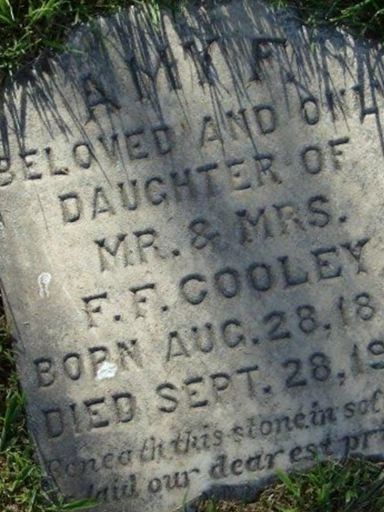 AMY F.
BELOVED AND ONLY
DAUGHTER OF
MR. & MRS.
F. F. COOLEY
BORN AUG. 28, 18
DIED SEPT. 28, 19
Beneath this stone in
laid our dearest